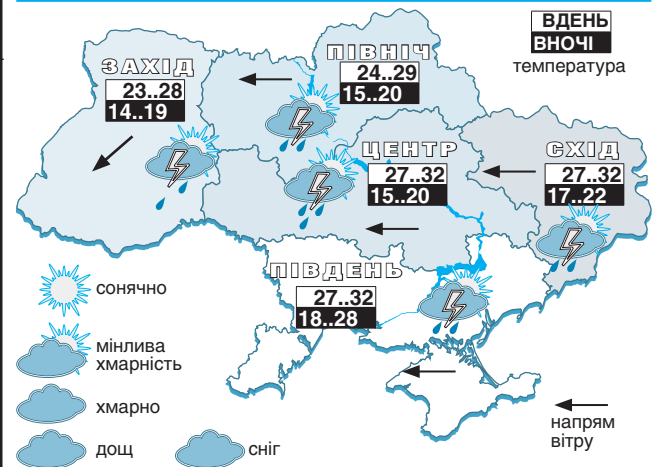 ВДЕНЬ
ВНОЧІ
температура
ЗАХІД
23..28
14..19
ПІВНІЧ
24..29
15..20
ЦЕНТР
27..32
15..20
СХІД
27..32
17..22
ПІВДЕНЬ
27..32
18..28
сонячно
мінлива
хмарність
хмарно
дощ
сніг
напрям
вітру